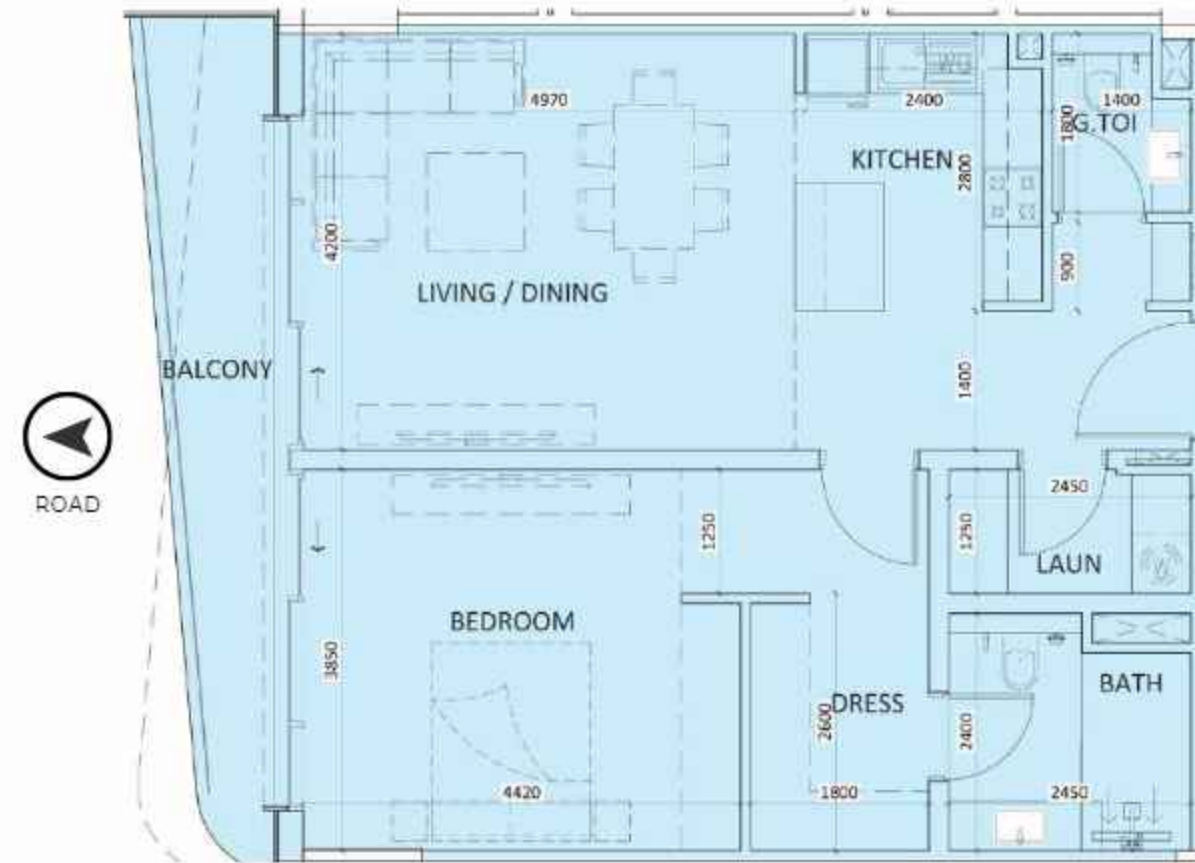 4970
2400
1400
1800
G.TOI
KITCHEN
2800
4200
900
LIVING / DINING
BALCONY
1400
ROAD
2450
1250
1250
LAUN
BEDROOM
3850
BATH
DRESS
2600
2400
4420
1800
2450